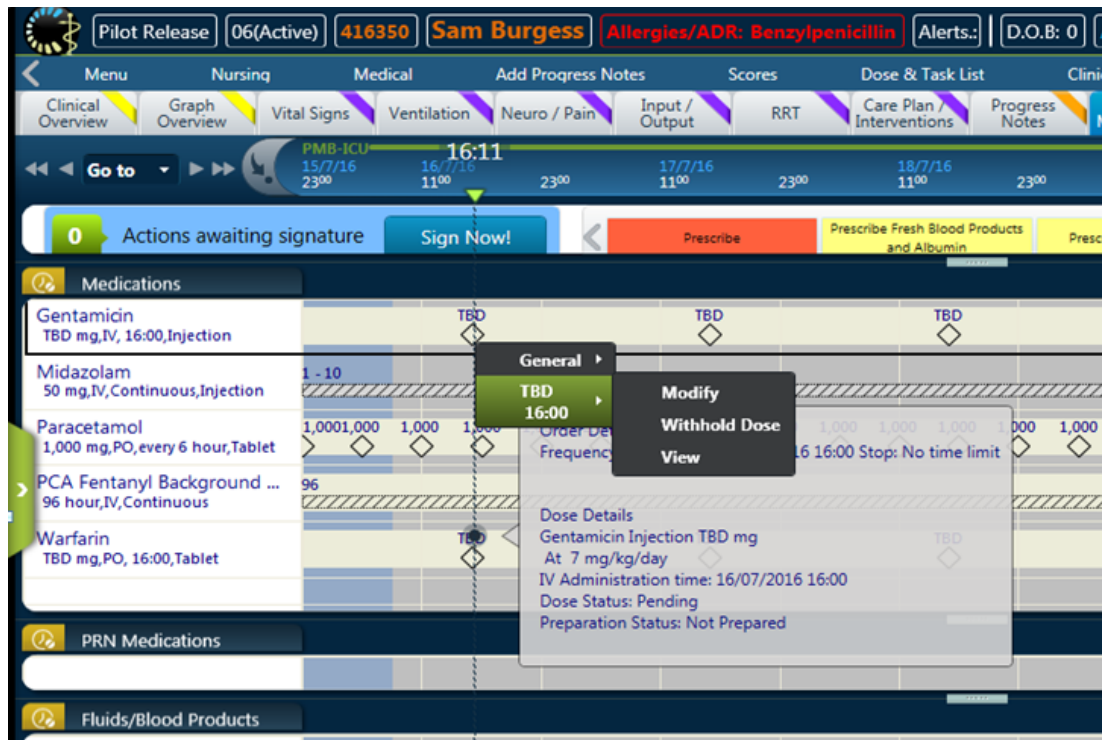 Pilot Release 06(Active) 416350 Sam Burgess Allergies/ADR: Benzylpenicillin Alerts.: D.O.B: 0
Menu Nursing Medical Add Progress Notes Scores Dose & Task List
Clinical Overview Graph Overview Vital Signs Ventilation Neuro / Pain Input / Output RRT Care Plan / Interventions Progress Notes
PMB-ICU 16:11
Go to 15/7/16 16/7/16 17/7/16 18/7/16
23⁰⁰ 11⁰⁰ 23⁰⁰ 11⁰⁰ 23⁰⁰ 11⁰⁰ 23⁰⁰
0 Actions awaiting signature Sign Now! Prescribe Prescribe Fresh Blood Products and Albumin
Medications
Gentamicin TBD TBD TBD
TBD mg,IV, 16:00,Injection
General
Midazolam 1 - 10
50 mg,IV,Continuous,Injection
TBD
16:00
Modify
Withhold Dose
View
Paracetamol 1,000 1,000 1,000 1,000 1,000 1,000 1,000 1,000 1,000
1,000 mg,PO,every 6 hour,Tablet
Frequency 16:00 Stop: No time limit
PCA Fentanyl Background ... 96
96 hour,IV,Continuous
Dose Details
Warfarin TBD
TBD mg,PO, 16:00,Tablet
Gentamicin Injection TBD mg
At 7 mg/kg/day
IV Administration time: 16/07/2016 16:00
Dose Status: Pending
Preparation Status: Not Prepared
PRN Medications
Fluids/Blood Products